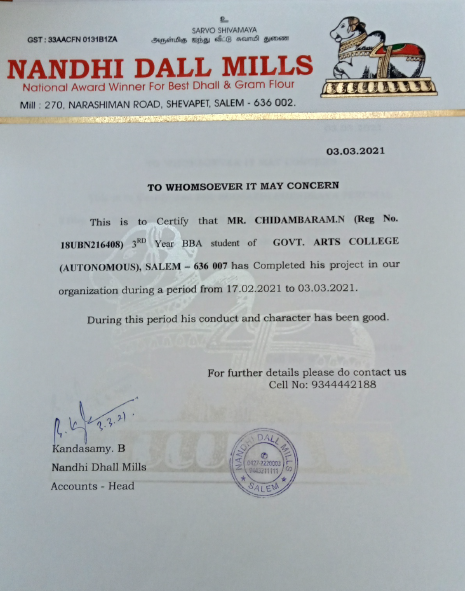 உ
SARVO SHIVAMAYA
GST : 33AACFN 0131B1ZA
அருள்மிகு ஐந்து வீட்டு சுவாமி துணை
NANDHI DALL MILLS
National Award Winner For Best Dhall & Gram Flour
Mill : 270, NARASHIMAN ROAD, SHEVAPET, SALEM - 636 002.
03.03.2021
TO WHOMSOEVER IT MAY CONCERN
This is to Certify that MR. CHIDAMBARAM.N (Reg No.
18UBN216408) 3RD Year BBA student of GOVT. ARTS COLLEGE
(AUTONOMOUS), SALEM – 636 007 has Completed his project in our
organization during a period from 17.02.2021 to 03.03.2021.
During this period his conduct and character has been good.
For further details please do contact us
Cell No: 9344442188
3.3.21.
Kandasamy. B
Nandhi Dhall Mills
Accounts - Head
NANDHI DALL MILLS
SALEM